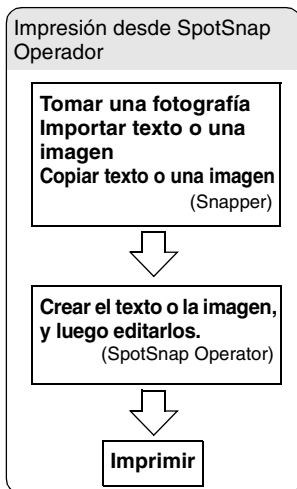 Impresión desde SpotSnap
Operador
Tomar una fotografía
Importar texto o una
imagen
Copiar texto o una imagen
(Snapper)
Crear el texto o la imagen,
y luego editarlos.
(SpotSnap Operator)
Imprimir